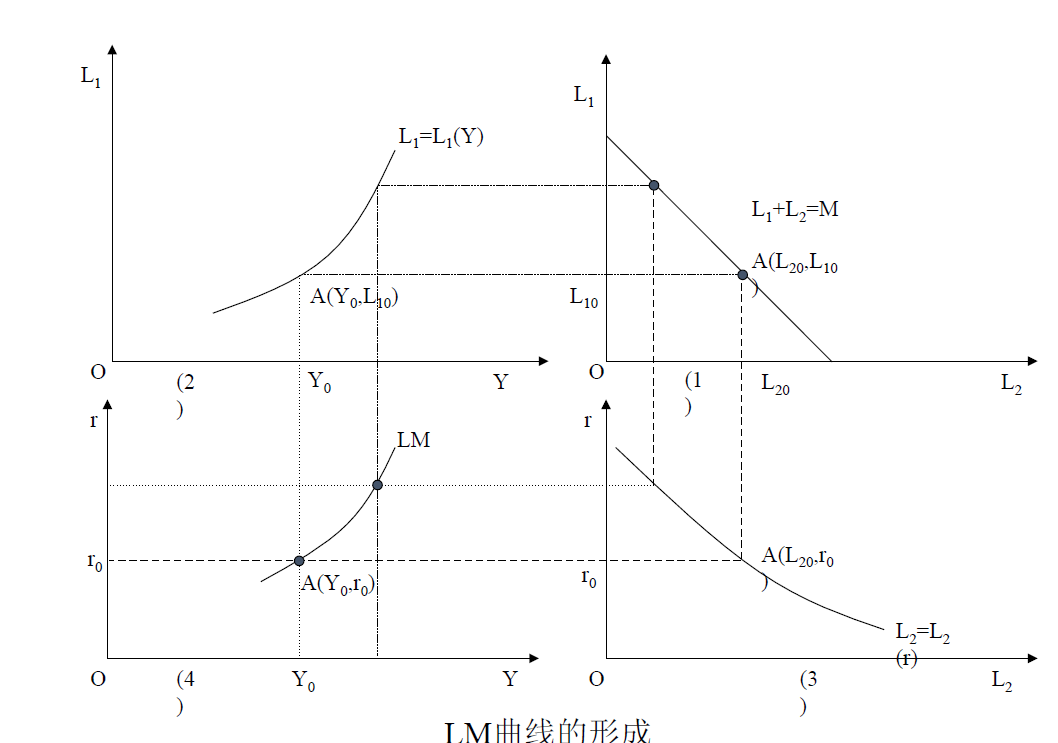 L₁
L₁=L₁(Y)
A(Y₀,L₁₀)
O
(2
)
Y₀
Y
L₁
L₁+L₂=M
A(L₂₀,L₁₀
)
L₁₀
O
(1
)
L₂₀
L₂
r
LM
r₀
A(Y₀,r₀)
O
(4
)
Y₀
Y
r
A(L₂₀,r₀
)
r₀
L₂=L₂
(r)
O
(3
)
L₂
LM曲线的形成